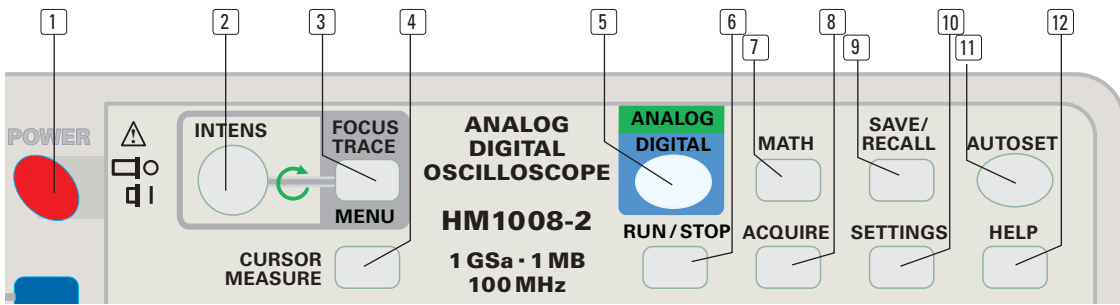 1 2 3 4 5 6 7 8 9 10 11 12
POWER
INTENS
FOCUS
TRACE
MENU
CURSOR
MEASURE
ANALOG
DIGITAL
OSCILLOSCOPE
HM1008-2
1 GSa · 1 MB
100 MHz
ANALOG
DIGITAL
RUN / STOP
MATH
ACQUIRE
SAVE/
RECALL
SETTINGS
AUTOSET
HELP